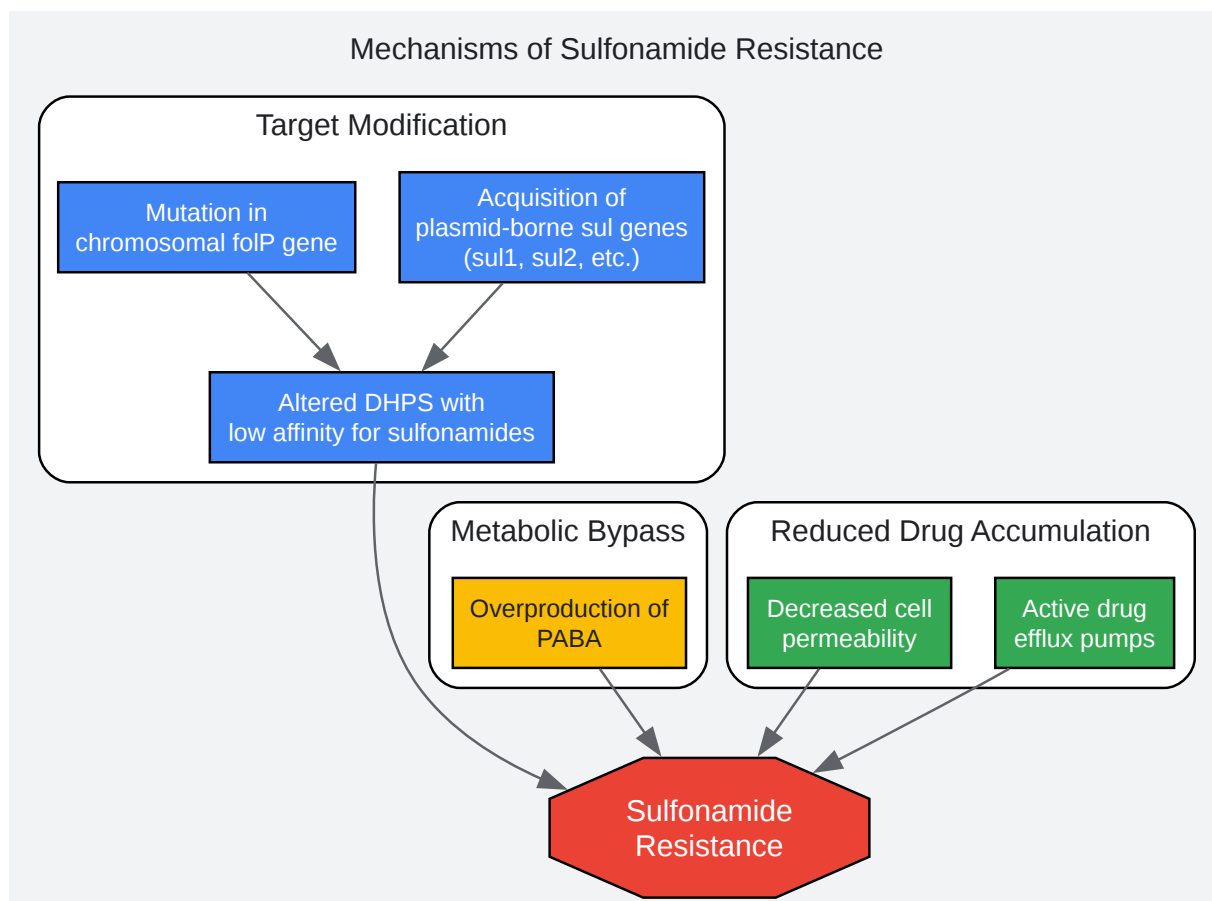 Mechanisms of Sulfonamide Resistance
Target Modification
Mutation in
chromosomal folP gene
Acquisition of
plasmid-borne sul genes
(sul1, sul2, etc.)
Altered DHPS with
low affinity for sulfonamides
Metabolic Bypass
Overproduction of
PABA
Reduced Drug Accumulation
Decreased cell
permeability
Active drug
efflux pumps
Sulfonamide
Resistance